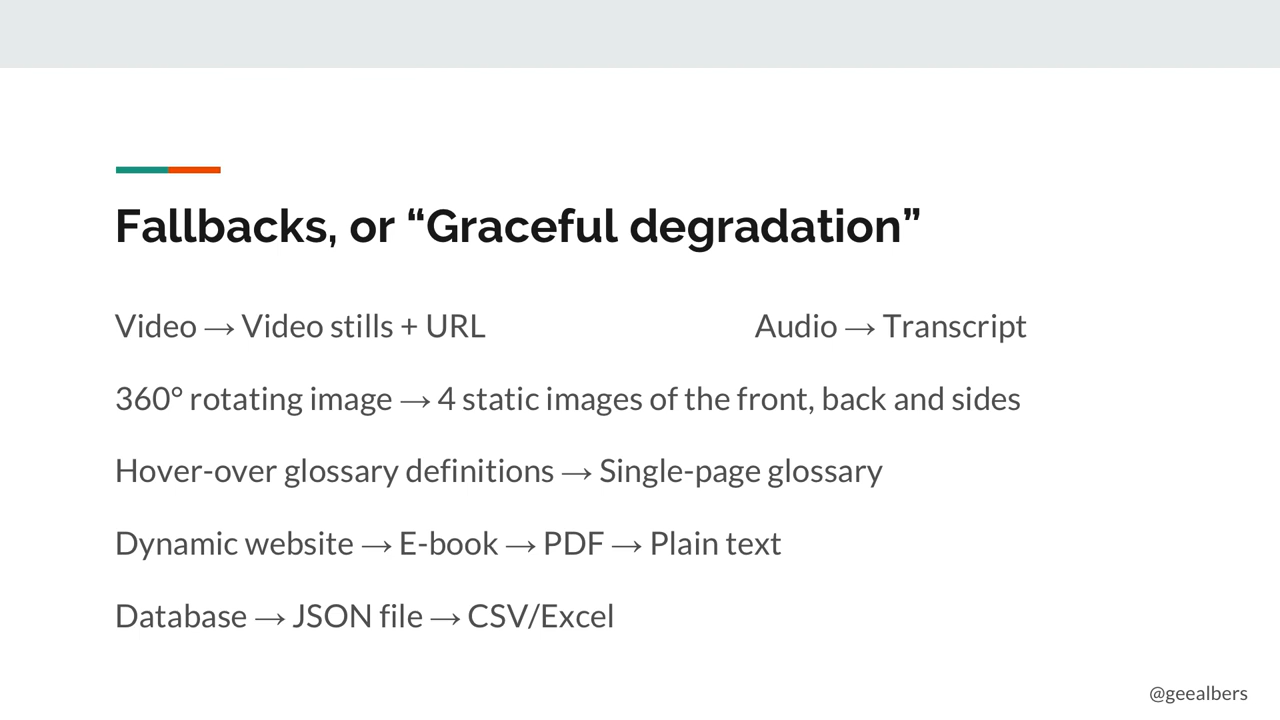 Fallbacks, or “Graceful degradation”
Video → Video stills + URL
Audio → Transcript
360° rotating image → 4 static images of the front, back and sides
Hover-over glossary definitions → Single-page glossary
Dynamic website → E-book → PDF → Plain text
Database → JSON file → CSV/Excel
@geealbers